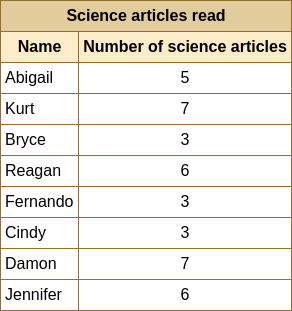 Science articles read
Name Number of science articles
Abigail 5
Kurt 7
Bryce 3
Reagan 6
Fernando 3
Cindy 3
Damon 7
Jennifer 6